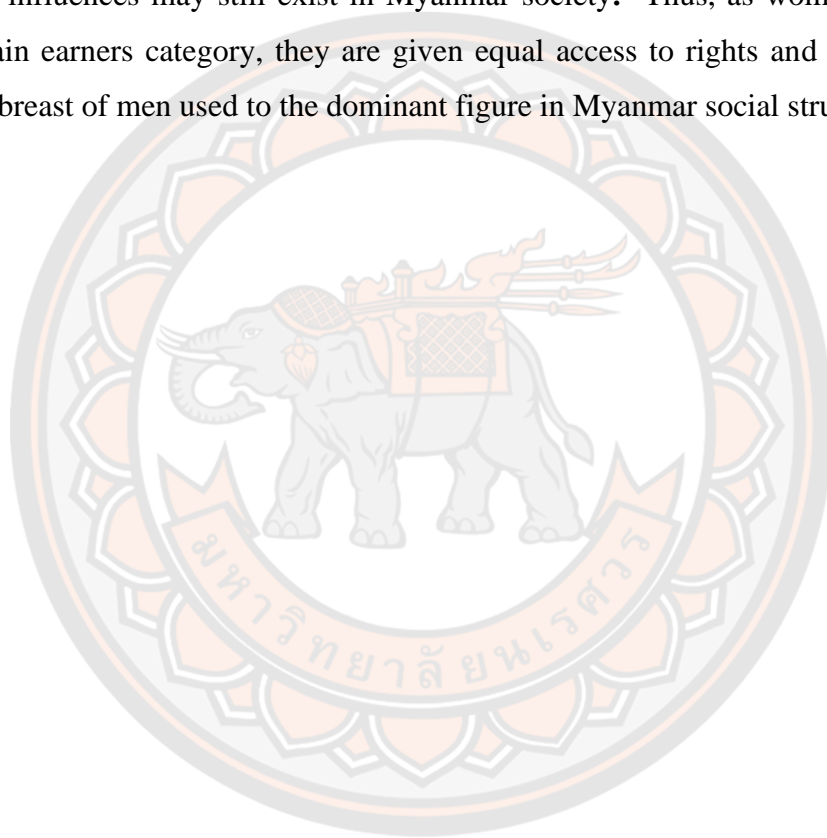 influences may still exist in Myanmar society. Thus, as
ain earners category, they are given equal access to rights and
breast of men used to the dominant figure in Myanmar social
มหาวิทยาลัยนเรศวร